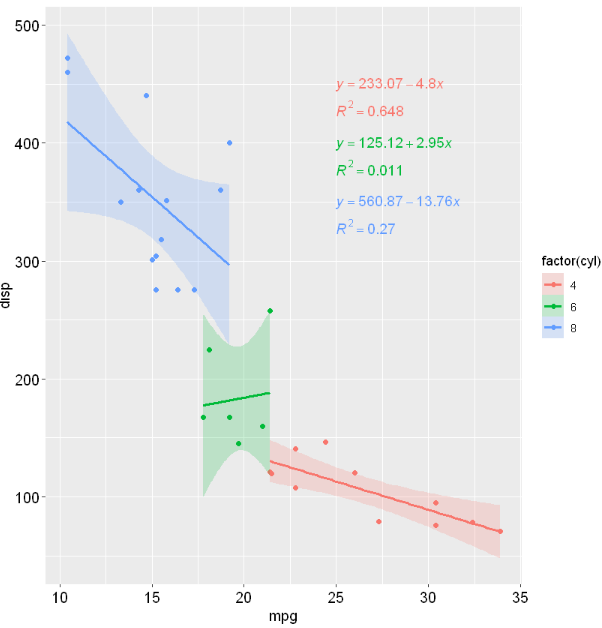 500
400
300
200
100
disp
10 15 20 25 30 35
mpg
y = 233.07 − 4.8x
R² = 0.648
y = 125.12 + 2.95x
R² = 0.011
y = 560.87 − 13.76x
R² = 0.27
factor(cyl)
4
6
8